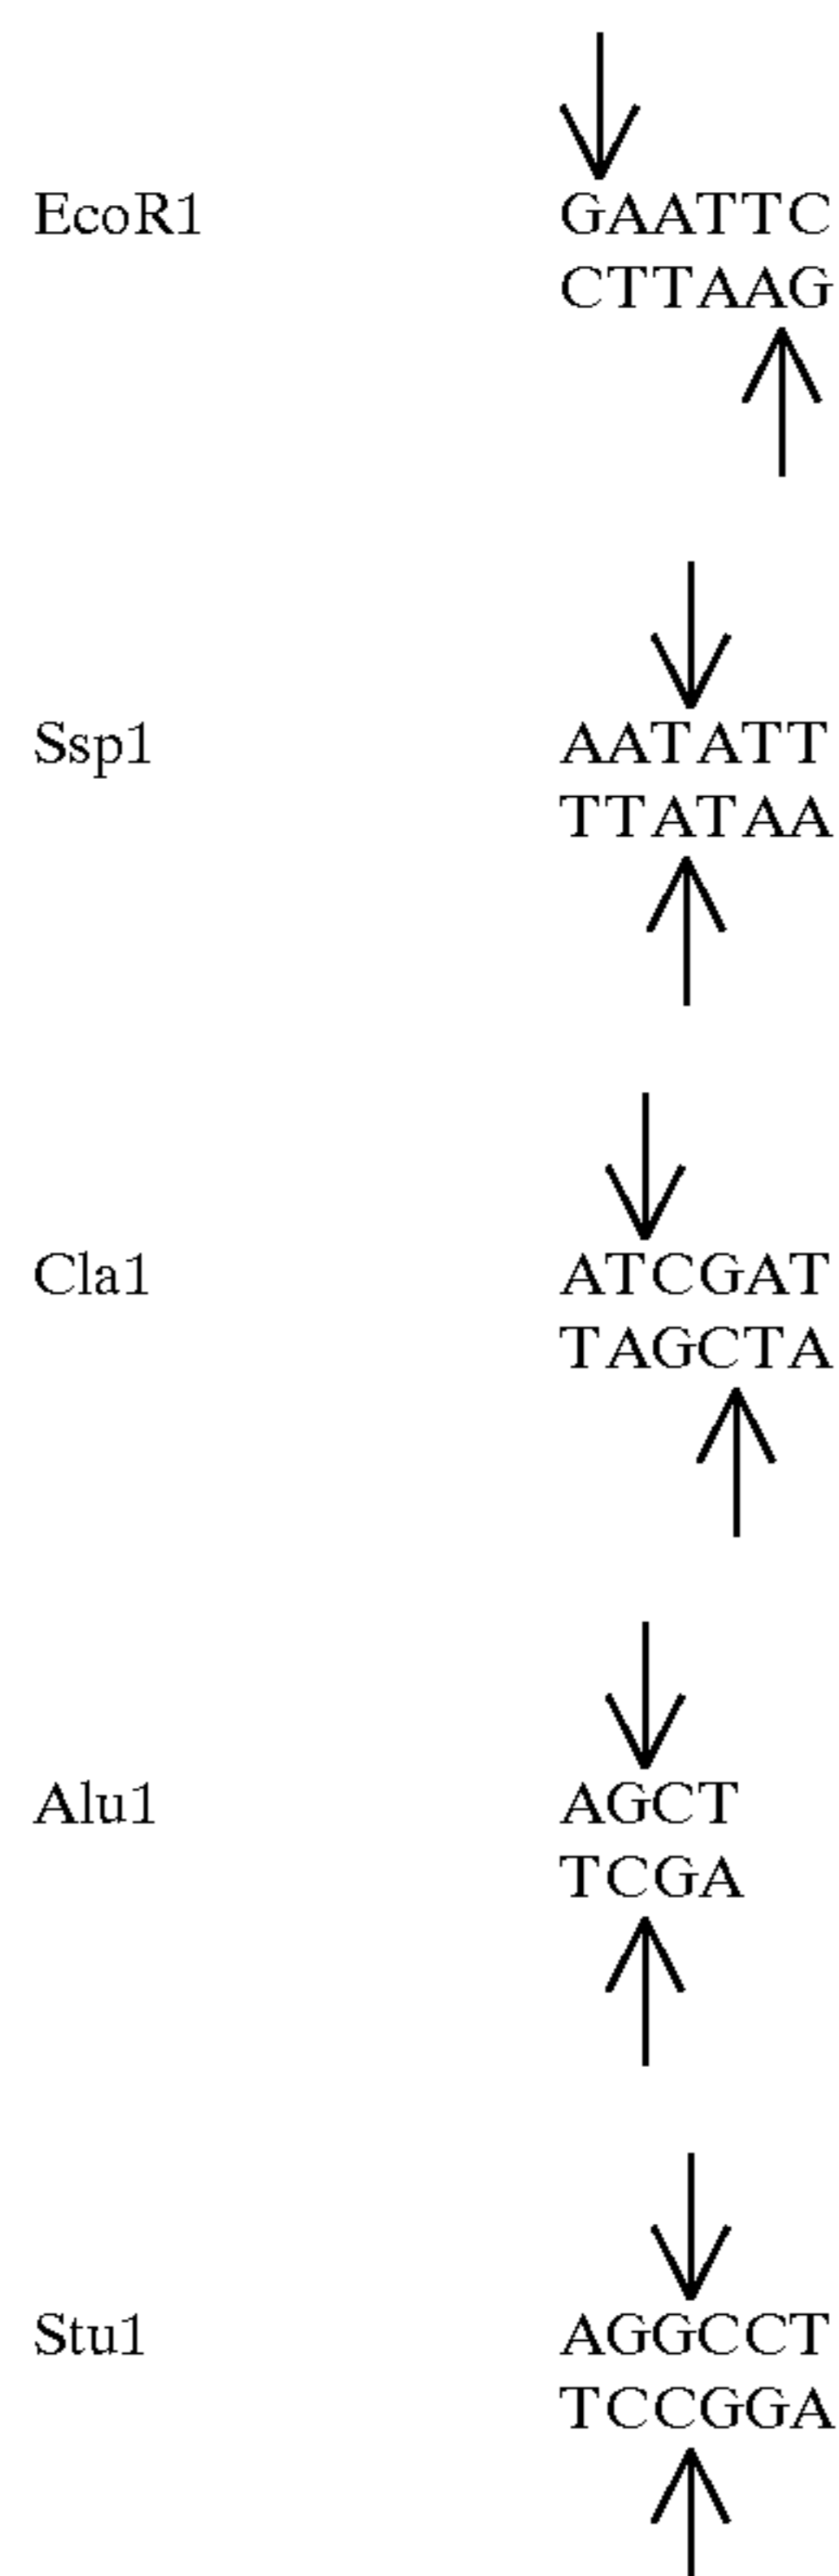 EcoR1 GAATTC
CTTAAG
Ssp1 AATATT
TTATAA
Cla1 ATCGAT
TAGCTA
Alu1 AGCT
TCGA
Stu1 AGGCCT
TCCGGA